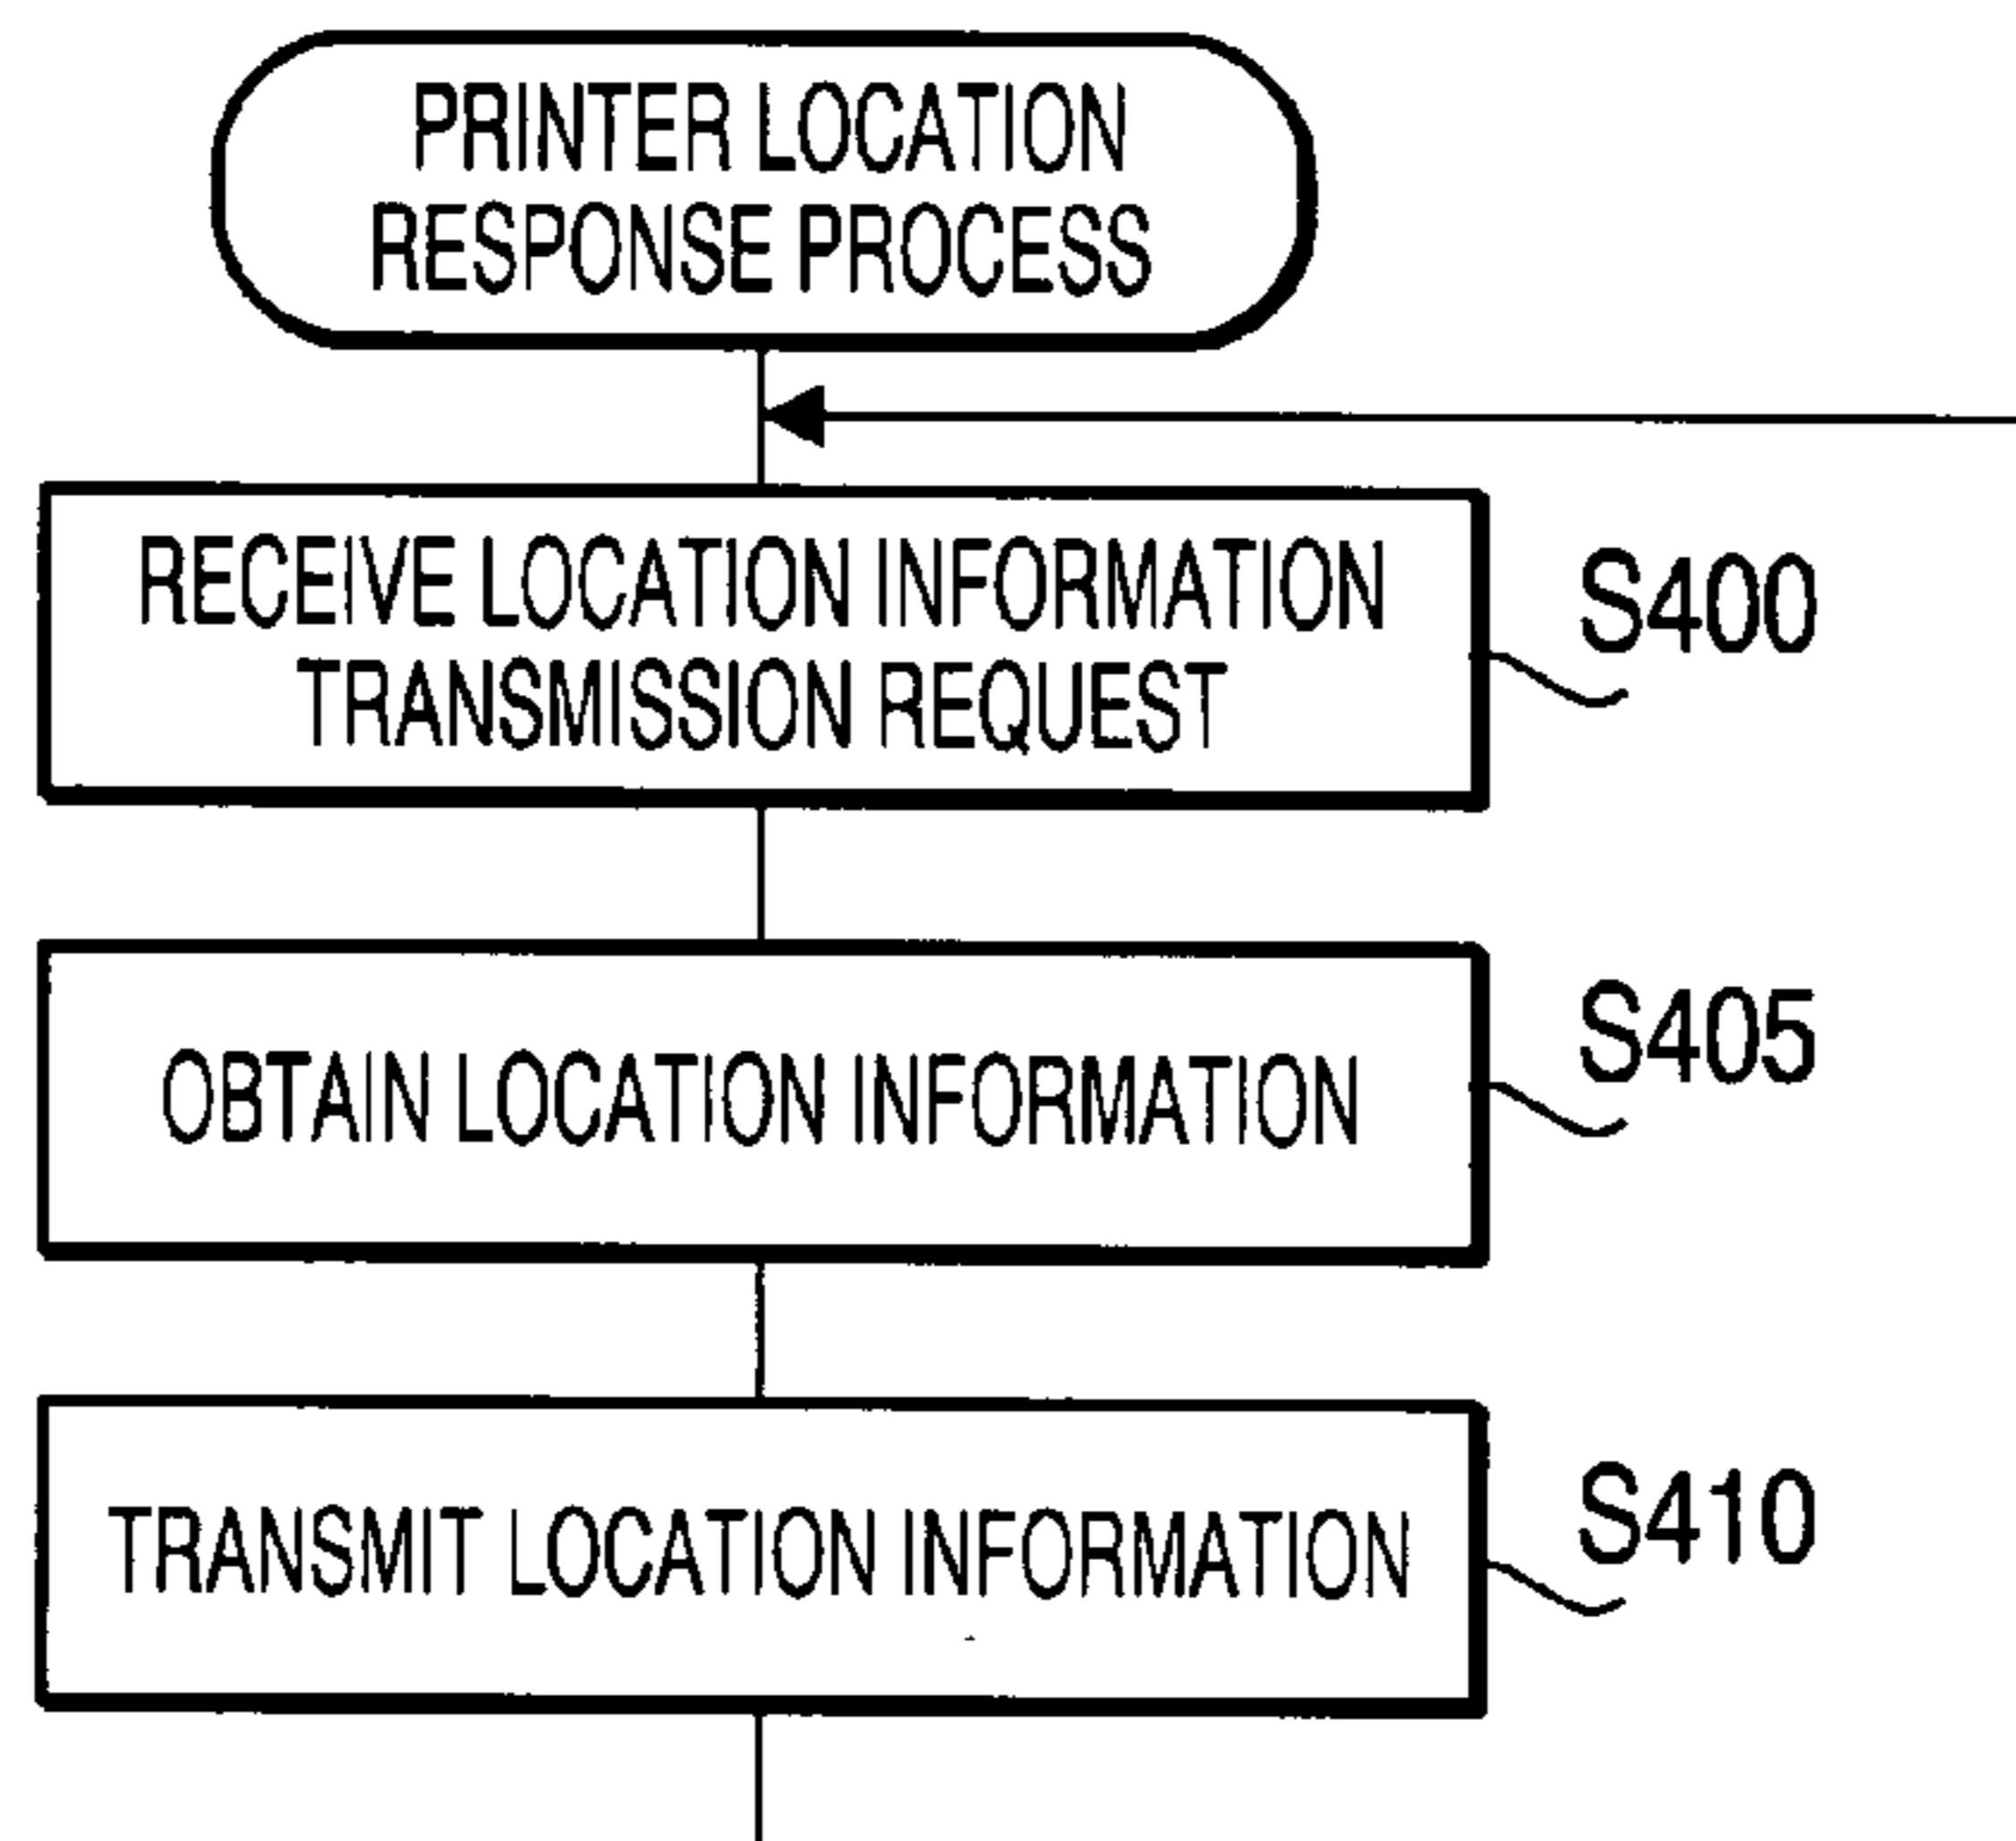 PRINTER LOCATION
RESPONSE PROCESS
RECEIVE LOCATION INFORMATION
TRANSMISSION REQUEST
S400
OBTAIN LOCATION INFORMATION
S405
TRANSMIT LOCATION INFORMATION
S410